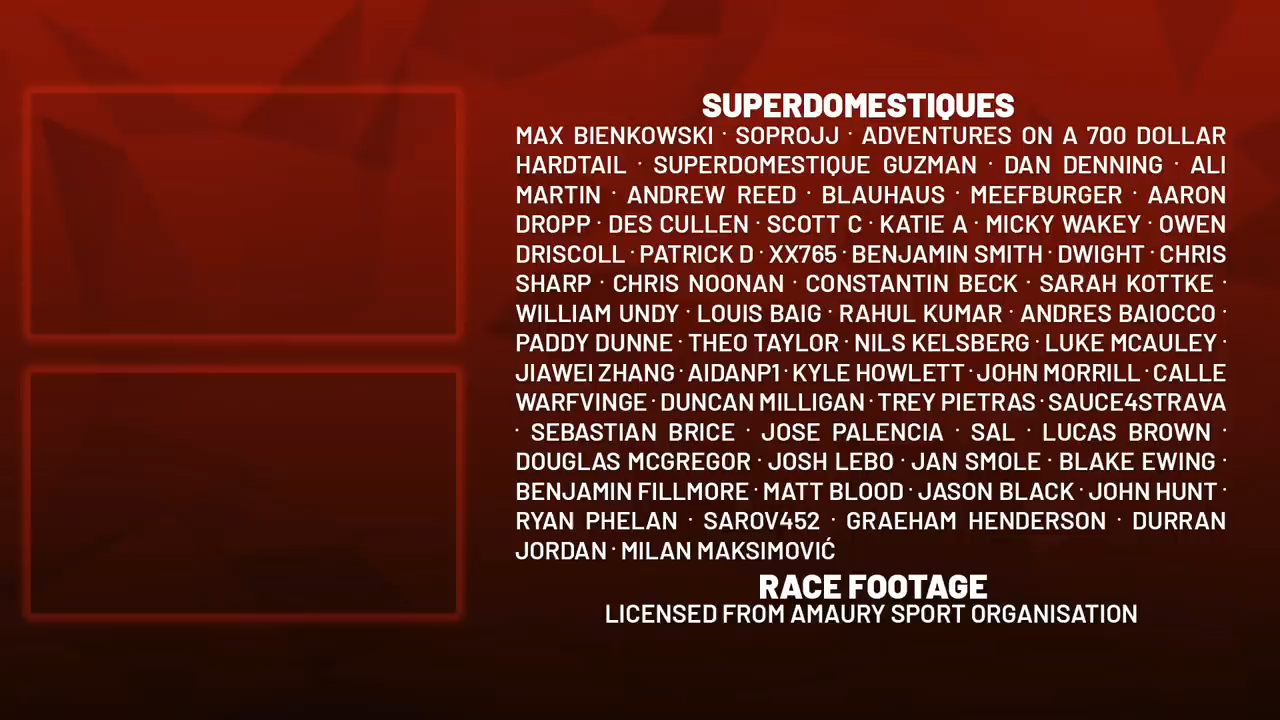 SUPERDOMESTIQUES
MAX BIENKOWSKI · SOPROJJ · ADVENTURES ON A 700 DOLLAR
HARDTAIL · SUPERDOMESTIQUE GUZMAN · DAN DENNING · ALI
MARTIN · ANDREW REED · BLAUHAUS · MEEFBURGER · AARON
DROPP · DES CULLEN · SCOTT C · KATIE A · MICKY WAKEY · OWEN
DRISCOLL · PATRICK D · XX765 · BENJAMIN SMITH · DWIGHT · CHRIS
SHARP · CHRIS NOONAN · CONSTANTIN BECK · SARAH KOTTKE ·
WILLIAM UNDY · LOUIS BAIG · RAHUL KUMAR · ANDRES BAIOCCO ·
PADDY DUNNE · THEO TAYLOR · NILS KELSBERG · LUKE MCAULEY ·
JIAWEI ZHANG · AIDANP1 · KYLE HOWLETT · JOHN MORRILL · CALLE
WARFVINGE · DUNCAN MILLIGAN · TREY PIETRAS · SAUCE4STRAVA
· SEBASTIAN BRICE · JOSE PALENCIA · SAL · LUCAS BROWN ·
DOUGLAS MCGREGOR · JOSH LEBO · JAN SMOLE · BLAKE EWING ·
BENJAMIN FILLMORE · MATT BLOOD · JASON BLACK · JOHN HUNT ·
RYAN PHELAN · SAROV452 · GRAEHAM HENDERSON · DURRAN
JORDAN · MILAN MAKSIMOVIĆ
RACE FOOTAGE
LICENSED FROM AMAURY SPORT ORGANISATION